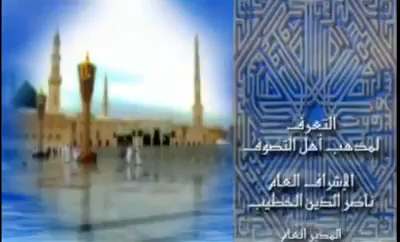 التعرف
لمذهب أهل التصوف
الإشراف العام
ناصر الدين الخطيب
المدير العام